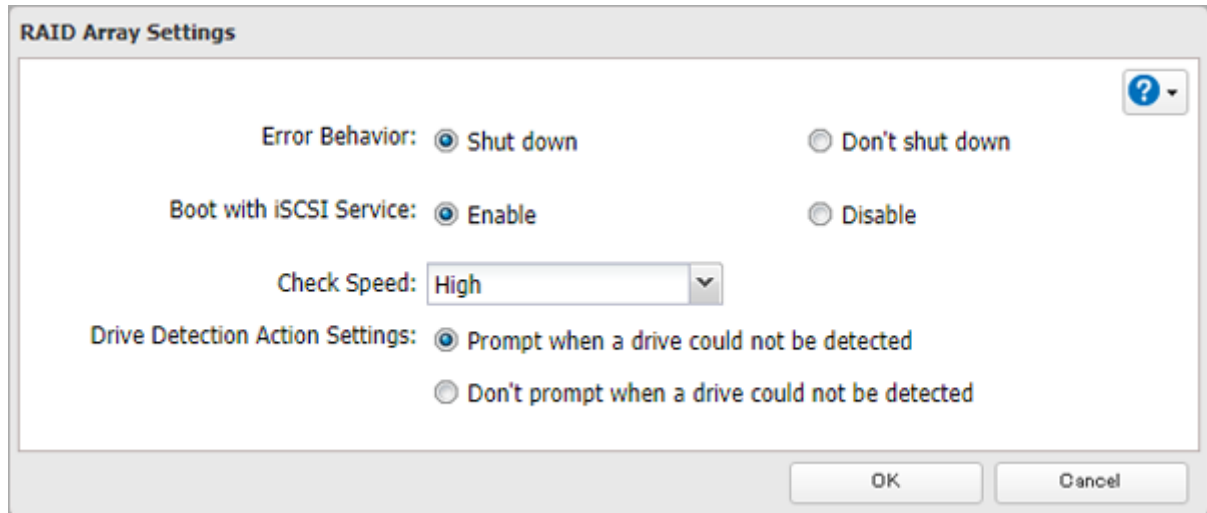 RAID Array Settings
?
Error Behavior: Shut down Don't shut down
Boot with iSCSI Service: Enable Disable
Check Speed: High
Drive Detection Action Settings: Prompt when a drive could not be detected
Don't prompt when a drive could not be detected
OK Cancel